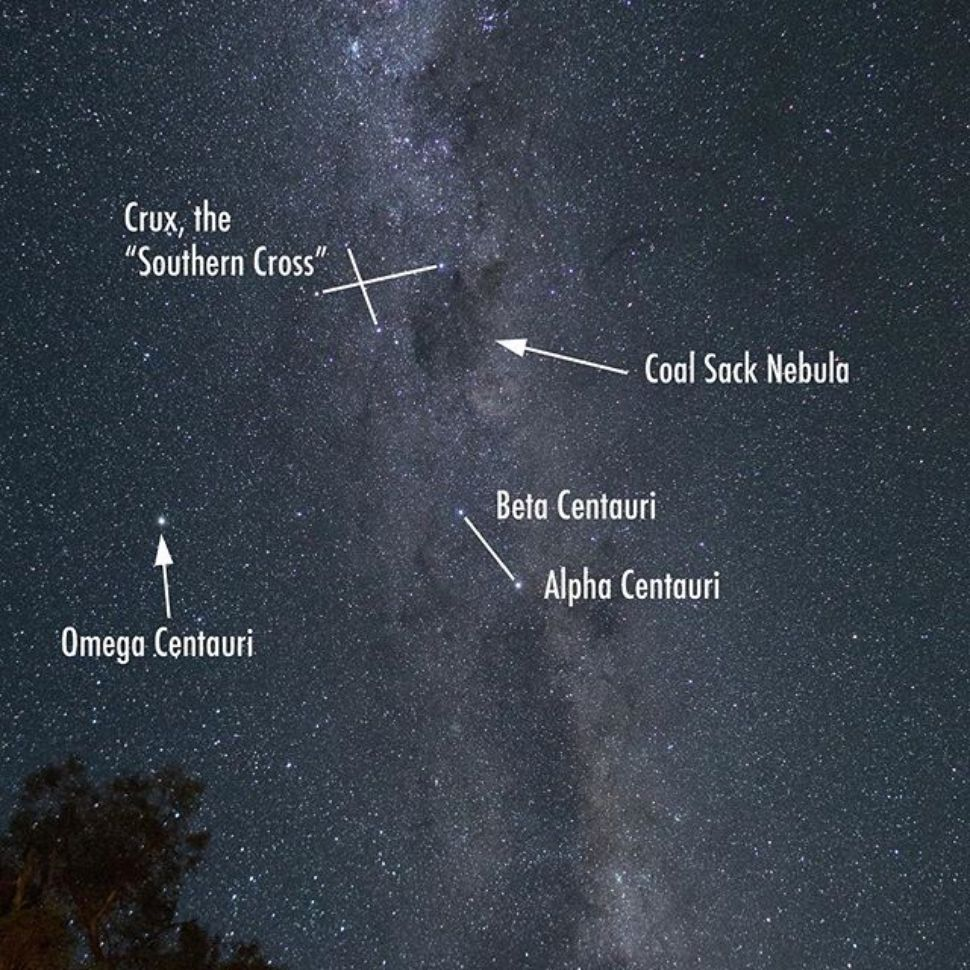 Crux, the
“Southern Cross”
Coal Sack Nebula
Beta Centauri
Alpha Centauri
Omega Centauri